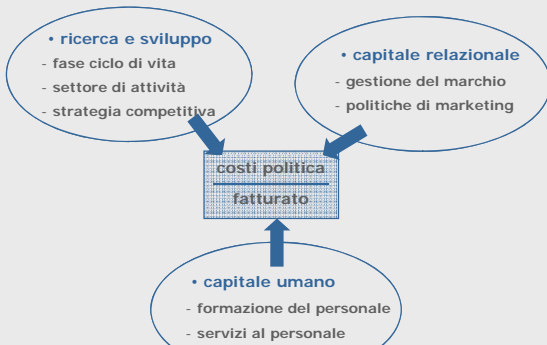 • ricerca e sviluppo
- fase ciclo di vita
- settore di attività
- strategia competitiva
• capitale relazionale
- gestione del marchio
- politiche di marketing
costi politica
fatturato
• capitale umano
- formazione del personale
- servizi al personale